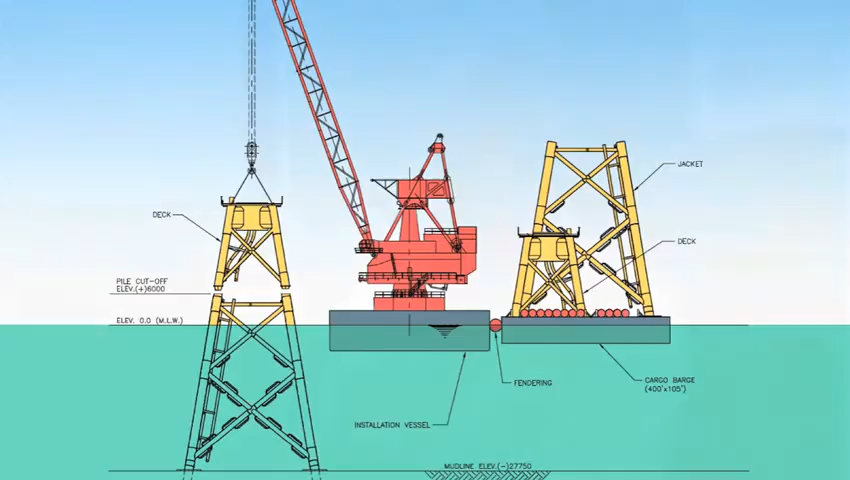 JACKET
DECK
DECK
PILE CUT-OFF
ELEV.(+)6000
ELEV. 0.0 (M.L.W.)
FENDERING
CARGO BARGE
(400'x105')
INSTALLATION VESSEL
MUDLINE ELEV.(-)27750